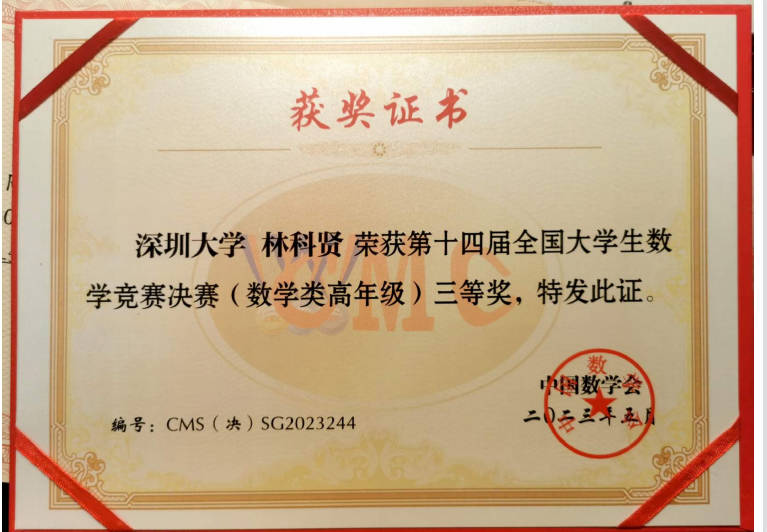 获奖证书
深圳大学 林科贤 荣获第十四届全国大学生数
学竞赛决赛（数学类高年级）三等奖，特发此证。
CMC
中国数学会
编号：CMS（决）SG2023244
二〇二三年五月